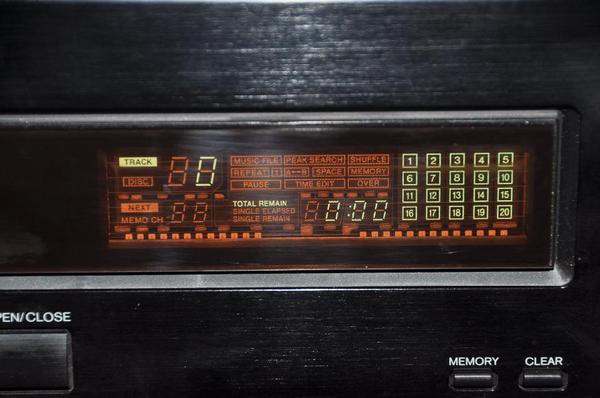 TRACK 0 MUSIC FILE PEAK SEARCH SHUFFLE 1 2 3 4 5
DISC REPEAT 1 A↔B SPACE MEMORY 6 7 8 9 10
PAUSE TIME EDIT OVER 11 12 13 14 15
NEXT TOTAL REMAIN 0:00 16 17 18 19 20
MEMO CH SINGLE ELAPSED
SINGLE REMAIN
PEN/CLOSE
MEMORY CLEAR